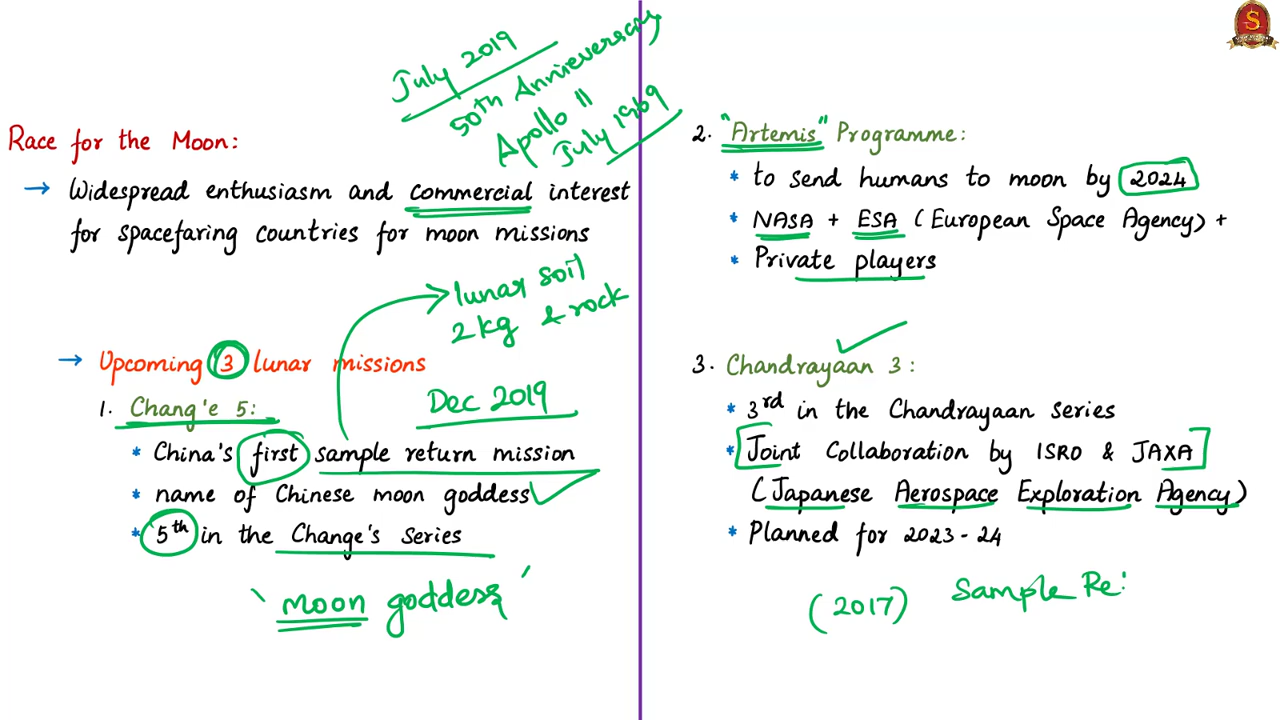 July 2019
50th Annieversary
Apollo 11
July 1969
Race for the Moon:
→ Widespread enthusiasm and commercial interest
for spacefaring countries for moon missions
lunar soil
2 kg & rock
→ Upcoming 3 lunar missions
1. Chang'e 5:
Dec 2019
* China's first sample return mission
* name of Chinese moon goddess
* 5th in the Change's series
' moon goddess '
2. "Artemis" Programme:
* to send humans to moon by 2024
* NASA + ESA (European Space Agency) +
* Private players
3. Chandrayaan 3:
* 3rd in the Chandrayaan series
* Joint Collaboration by ISRO & JAXA
(Japanese Aerospace Exploration Agency)
* Planned for 2023-24
(2017) Sample Re:
S